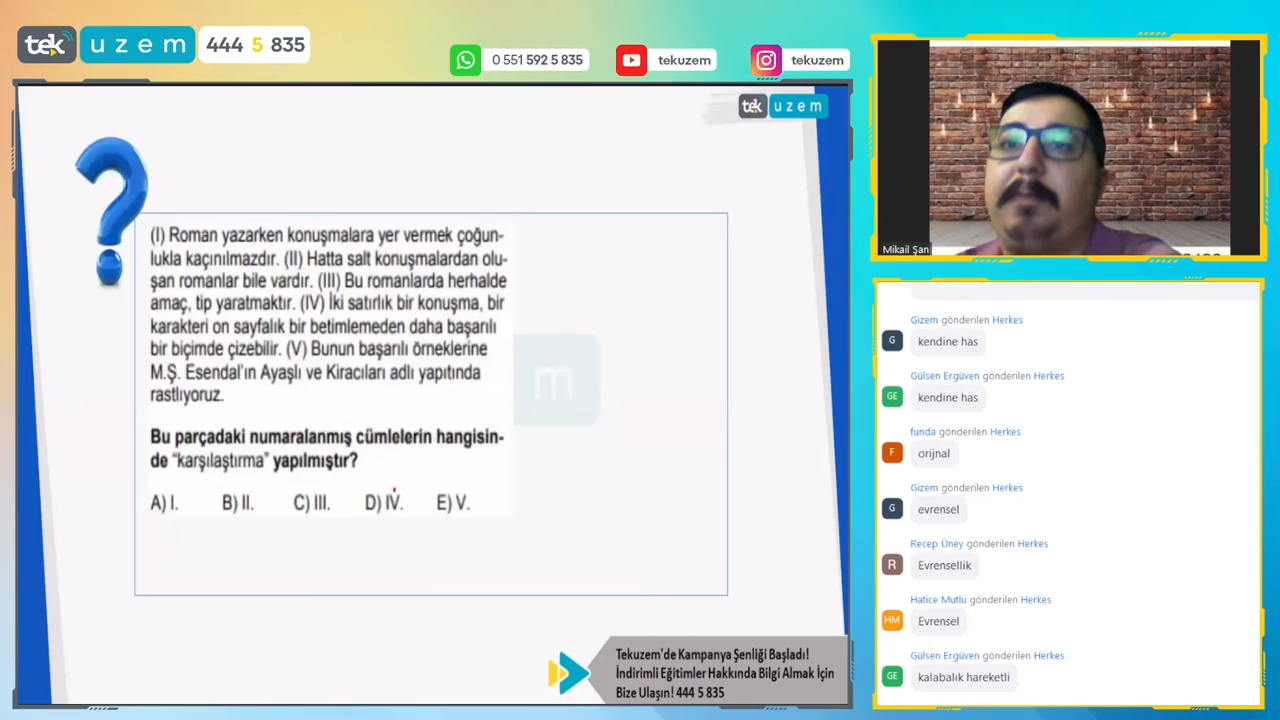 tek uzem 444 5 835
0 551 592 5 835
tekuzem
tekuzem
tek uzem
(I) Roman yazarken konuşmalara yer vermek çoğun-
lukla kaçınılmazdır. (II) Hatta salt konuşmalardan olu-
şan romanlar bile vardır. (III) Bu romanlarda herhalde
amaç, tip yaratmaktır. (IV) İki satırlık bir konuşma, bir
karakteri on sayfalık bir betimlemeden daha başarılı
bir biçimde çizebilir. (V) Bunun başarılı örneklerine
M.Ş. Esendal'ın Ayaşlı ve Kiracıları adlı yapıtında
rastlıyoruz.
m
Bu parçadaki numaralanmış cümlelerin hangisin-
de “karşılaştırma” yapılmıştır?
A) I. B) II. C) III. D) IV. E) V.
Tekuzem'de Kampanya Şenliği Başladı!
İndirimli Eğitimler Hakkında Bilgi Almak İçin
Bize Ulaşın! 444 5 835
Mikail Şan
Gizem gönderilen Herkes
G kendine has
Gülsen Ergüven gönderilen Herkes
GE kendine has
funda gönderilen Herkes
F orijnal
Gizem gönderilen Herkes
G evrensel
Recep Üney gönderilen Herkes
R Evrensellik
Hatice Mutlu gönderilen Herkes
HM Evrensel
Gülsen Ergüven gönderilen Herkes
GE kalabalık hareketli